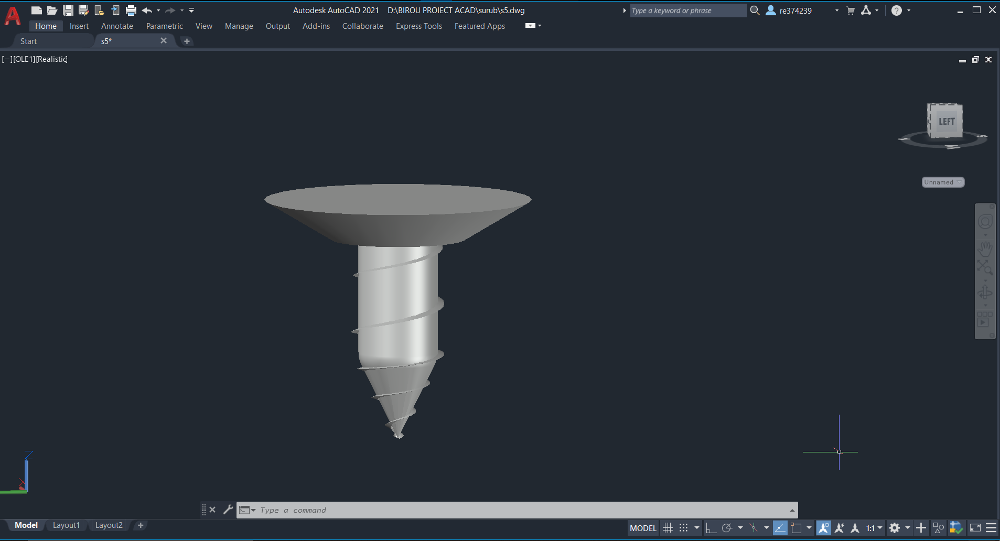 Autodesk AutoCAD 2021 D:\BIROU PROIECT ACAD\surub\s5.dwg
Type a keyword or phrase
re374239
Home Insert Annotate Parametric View Manage Output Add-ins Collaborate Express Tools Featured Apps
Start s5*
[−][OLE1][Realistic]
LEFT
N
S
W
Unnamed
Z
X
Type a command
Model Layout1 Layout2
MODEL 1:1